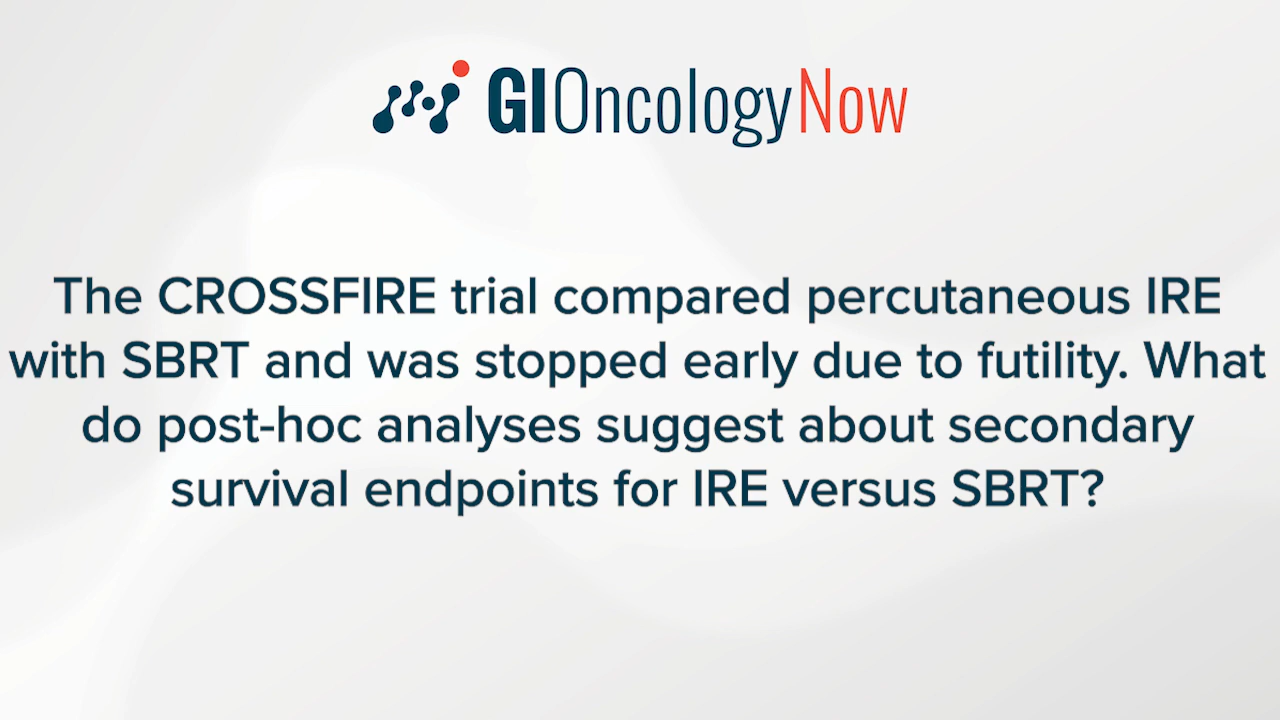 GIOncologyNow
The CROSSFIRE trial compared percutaneous IRE
with SBRT and was stopped early due to futility. What
do post-hoc analyses suggest about secondary
survival endpoints for IRE versus SBRT?